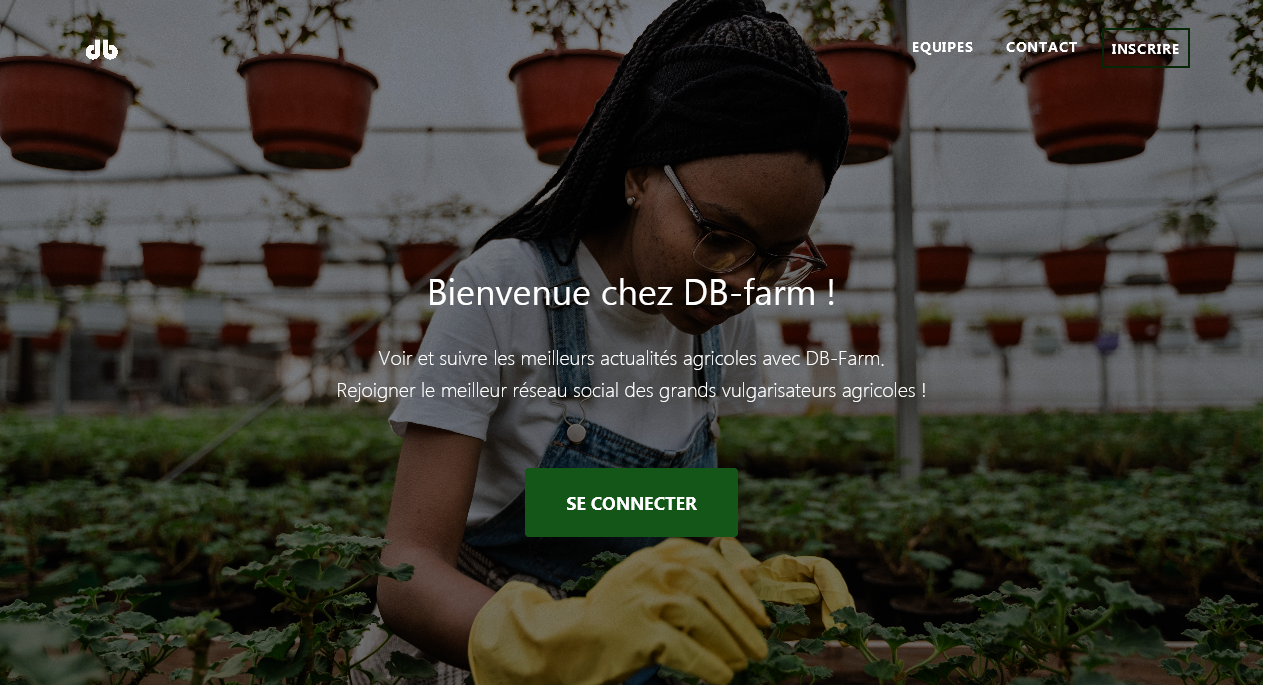 db
EQUIPES
CONTACT
INSCRIRE
Bienvenue chez DB-farm !
Voir et suivre les meilleurs actualités agricoles avec DB-Farm.
Rejoigner le meilleur réseau social des grands vulgarisateurs agricoles !
SE CONNECTER